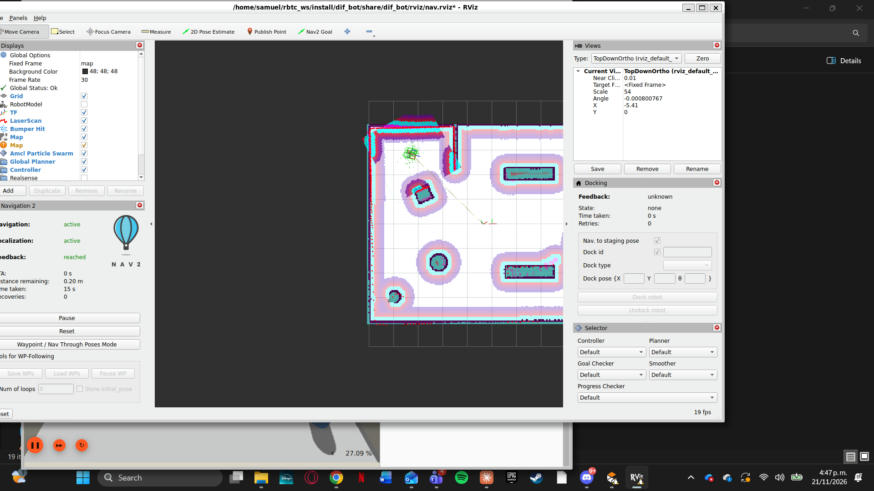 /home/samuel/rbtc_ws/install/dif_bot/share/dif_bot/rviz/nav.rviz* - RViz
Panels Help
Move Camera Select Focus Camera Measure 2D Pose Estimate Publish Point Nav2 Goal
Displays
Global Options
Fixed Frame map
Background Color 48; 48; 48
Frame Rate 30
Global Status: Ok
Grid
RobotModel
TF
LaserScan
Bumper Hit
Map
Map
Amcl Particle Swarm
Global Planner
Controller
Realsense
Add Duplicate Remove Rename
Navigation 2
avigation: active
ocalization: active
eedback: reached
NAV2
TA: 0 s
istance remaining: 0.20 m
ime taken: 15 s
ecoveries: 0
Pause
Reset
Waypoint / Nav Through Poses Mode
ols for WP-Following
Save WPs Load WPs Pause WP
Num of loops 0 Store initial_pose
set
Views
Type: TopDownOrtho (rviz_default_ Zero
Current Vi... TopDownOrtho (rviz_default_...
Near Cli... 0.01
Target F... <Fixed Frame>
Scale 54
Angle -0.000800767
X -5.41
Y 0
Save Remove Rename
Docking
Feedback: unknown
State: none
Time taken: 0 s
Retries: 0
Nav. to staging pose
Dock id
Dock type
Dock pose {X Y θ }
Dock robot
Undock robot
Selector
Controller Planner
Default Default
Goal Checker Smoother
Default Default
Progress Checker
Default
19 fps
Details
27.09 %
19 it
Search
4:47 p.m.
21/11/2026